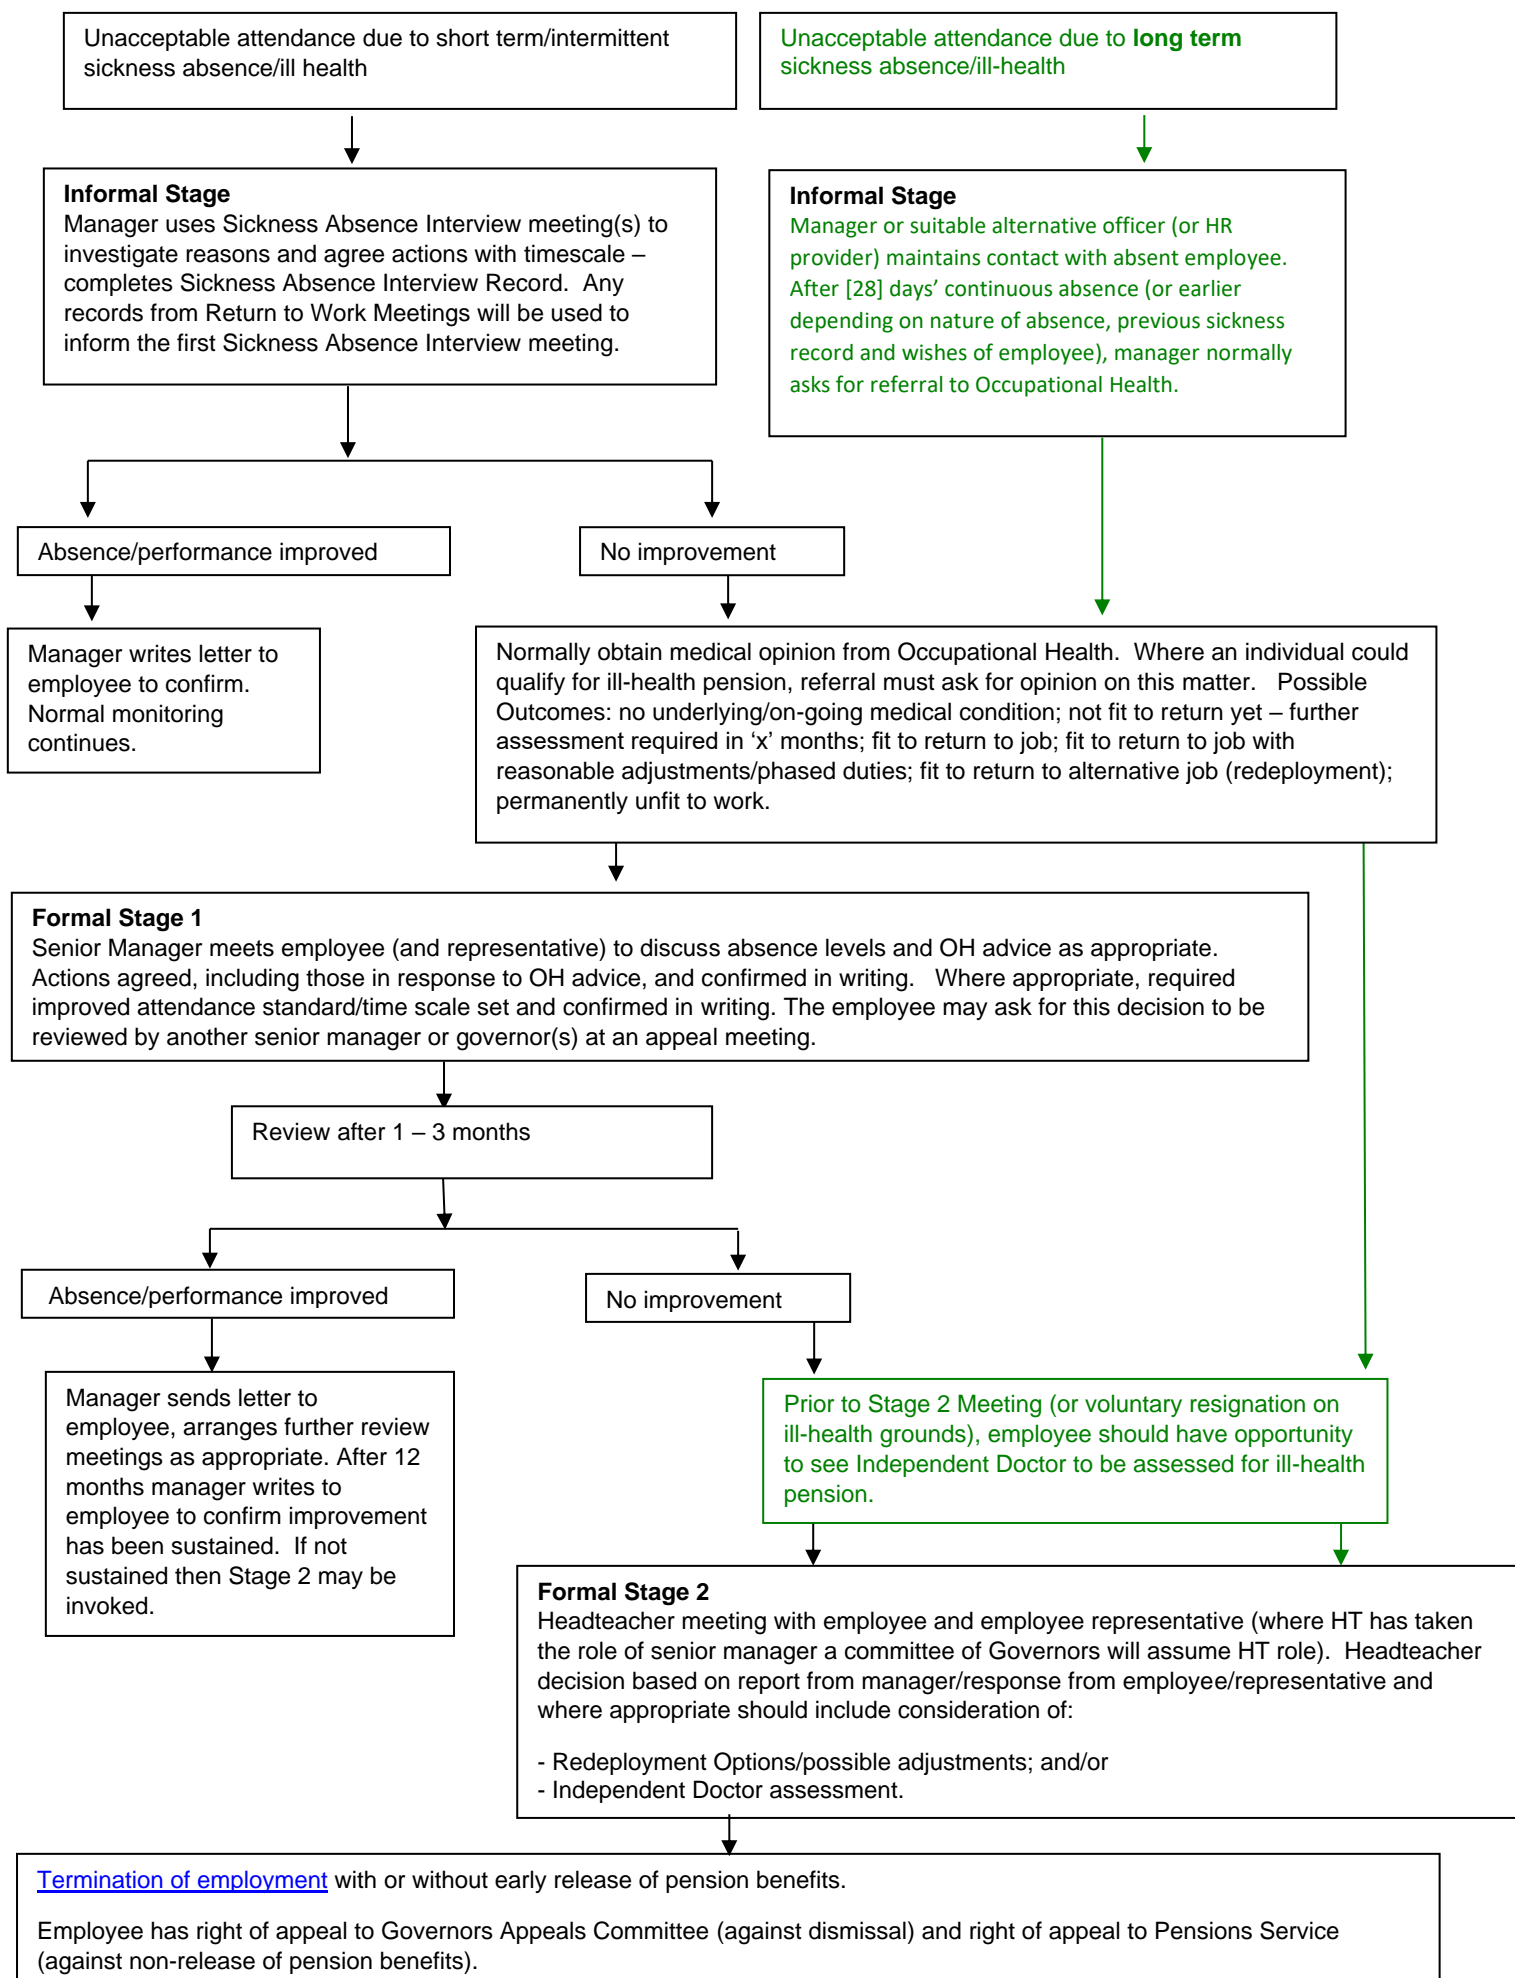 Unacceptable attendance due to short term/intermittent
sickness absence/ill health
Unacceptable attendance due to long term
sickness absence/ill-health
Informal Stage
Manager uses Sickness Absence Interview meeting(s) to
investigate reasons and agree actions with timescale –
completes Sickness Absence Interview Record.  Any
records from Return to Work Meetings will be used to
inform the first Sickness Absence Interview meeting.
Informal Stage
Manager or suitable alternative officer (or HR
provider) maintains contact with absent employee.
After [28] days’ continuous absence (or earlier
depending on nature of absence, previous sickness
record and wishes of employee), manager normally
asks for referral to Occupational Health.
Absence/performance improved
No improvement
Manager writes letter to
employee to confirm.
Normal monitoring
continues.
Normally obtain medical opinion from Occupational Health.  Where an individual could
qualify for ill-health pension, referral must ask for opinion on this matter.   Possible
Outcomes: no underlying/on-going medical condition; not fit to return yet – further
assessment required in ‘x’ months; fit to return to job; fit to return to job with
reasonable adjustments/phased duties; fit to return to alternative job (redeployment);
permanently unfit to work.
Formal Stage 1
Senior Manager meets employee (and representative) to discuss absence levels and OH advice as appropriate.
Actions agreed, including those in response to OH advice, and confirmed in writing.   Where appropriate, required
improved attendance standard/time scale set and confirmed in writing. The employee may ask for this decision to be
reviewed by another senior manager or governor(s) at an appeal meeting.
Review after 1 – 3 months
Absence/performance improved
No improvement
Manager sends letter to
employee, arranges further review
meetings as appropriate. After 12
months manager writes to
employee to confirm improvement
has been sustained.  If not
sustained then Stage 2 may be
invoked.
Prior to Stage 2 Meeting (or voluntary resignation on
ill-health grounds), employee should have opportunity
to see Independent Doctor to be assessed for ill-health
pension.
Formal Stage 2
Headteacher meeting with employee and employee representative (where HT has taken
the role of senior manager a committee of Governors will assume HT role).  Headteacher
decision based on report from manager/response from employee/representative and
where appropriate should include consideration of:
- Redeployment Options/possible adjustments; and/or
- Independent Doctor assessment.
Termination of employment with or without early release of pension benefits.
Employee has right of appeal to Governors Appeals Committee (against dismissal) and right of appeal to Pensions Service
(against non-release of pension benefits).